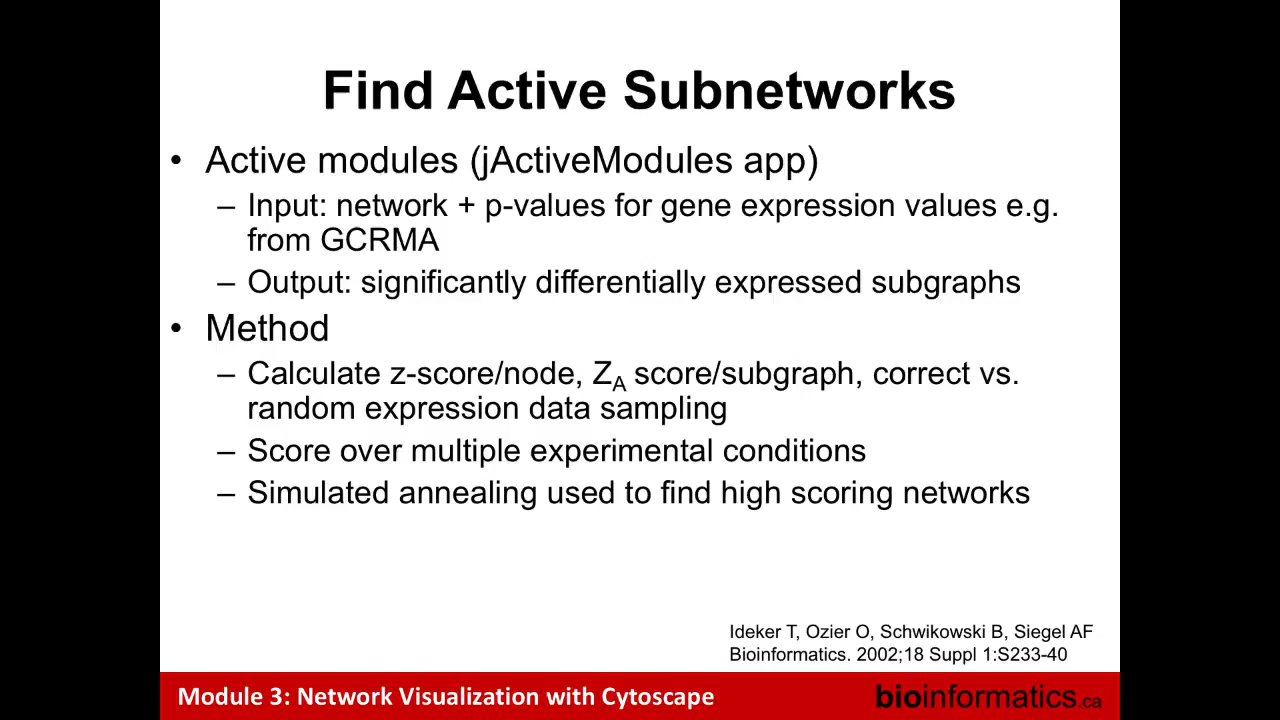 Find Active Subnetworks
• Active modules (jActiveModules app)
– Input: network + p-values for gene expression values e.g.
from GCRMA
– Output: significantly differentially expressed subgraphs
• Method
– Calculate z-score/node, ZA score/subgraph, correct vs.
random expression data sampling
– Score over multiple experimental conditions
– Simulated annealing used to find high scoring networks
Ideker T, Ozier O, Schwikowski B, Siegel AF
Bioinformatics. 2002;18 Suppl 1:S233-40
Module 3: Network Visualization with Cytoscape
bioinformatics.ca